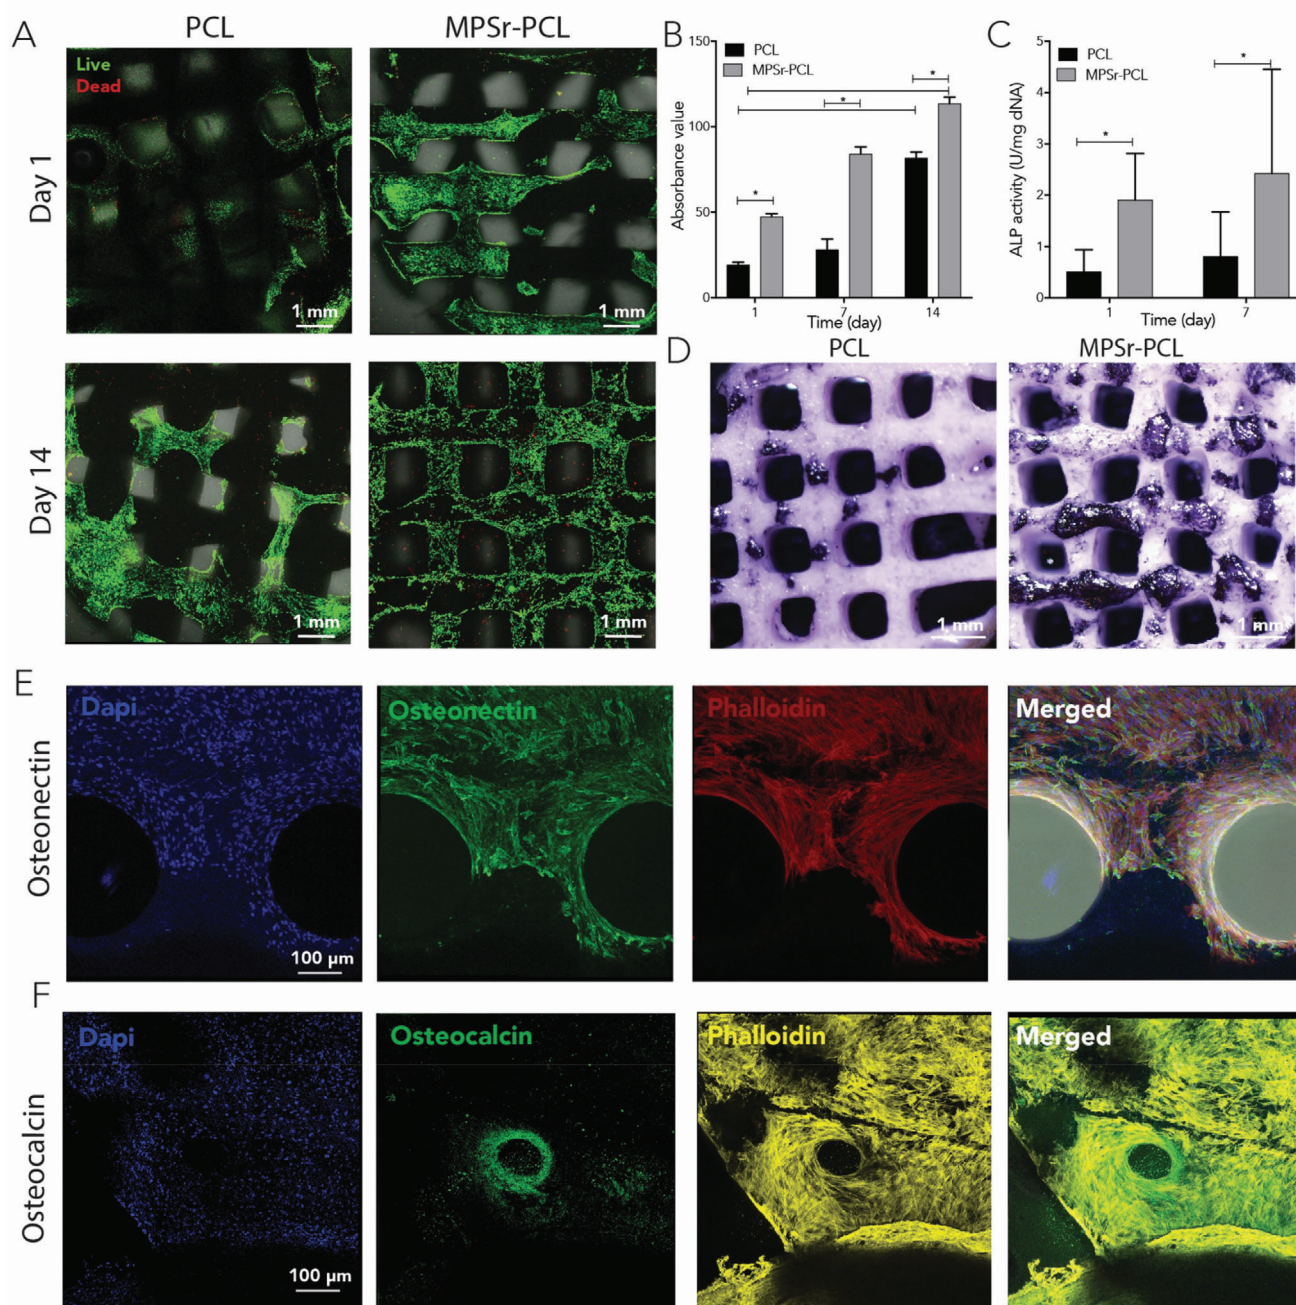 A
PCL
MPSr-PCL
Day 1
Live
Dead
1 mm
1 mm
Day 14
1 mm
1 mm
B
PCL
MPSr-PCL
Absorbance value
150
100
50
0
*
*
*
1
7
14
Time (day)
C
PCL
MPSr-PCL
ALP activity (U/mg dNA)
5
4
3
2
1
0
*
*
1
7
Time (day)
D
PCL
MPSr-PCL
1 mm
1 mm
E
Osteonectin
Dapi
Osteonectin
Phalloidin
Merged
100 µm
F
Osteocalcin
Dapi
Osteocalcin
Phalloidin
Merged
100 µm